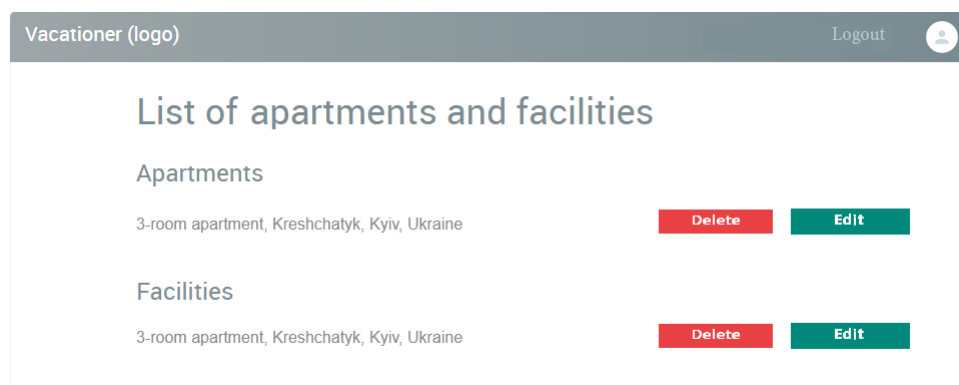 Vacationer (logo) Logout
List of apartments and facilities
Apartments
3-room apartment, Kreshchatyk, Kyiv, Ukraine Delete Edit
Facilities
3-room apartment, Kreshchatyk, Kyiv, Ukraine Delete Edit